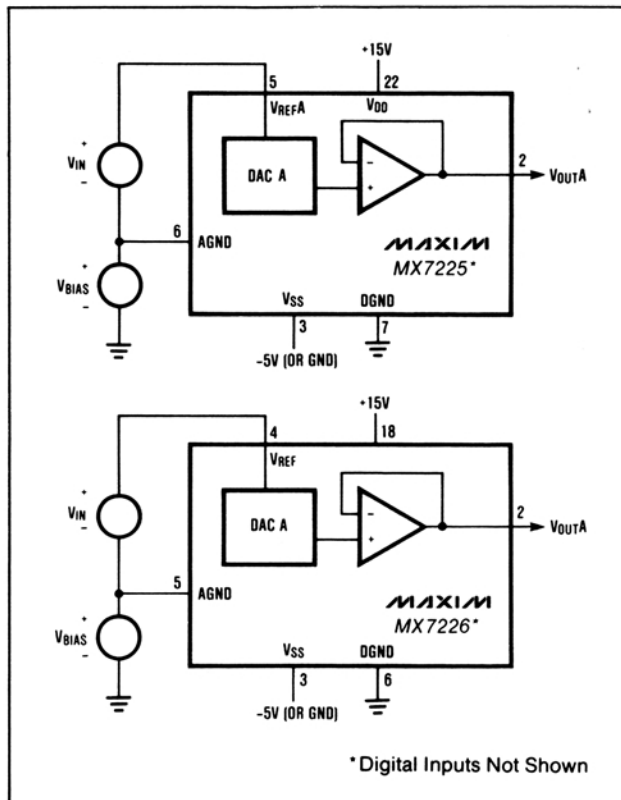 +15V
5
22
VREFA
VDD
+
VIN
-
DAC A
-
+
2
VOUTA
6
AGND
MAXIM
MX7225*
+
VBIAS
-
VSS
DGND
3
7
-5V (OR GND)
+15V
4
18
VREF
+
VIN
-
DAC A
-
+
2
VOUTA
5
AGND
MAXIM
MX7226*
+
VBIAS
-
VSS
DGND
3
6
-5V (OR GND)
*Digital Inputs Not Shown